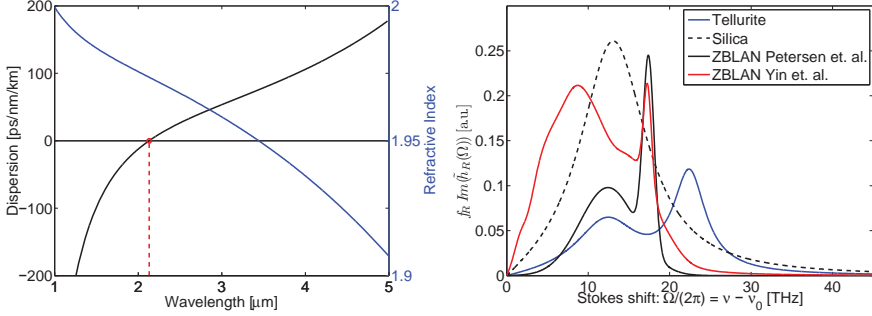 200
100
0
−100
−200
Dispersion [ps/nm/km]
1
2
3
4
5
Wavelength [μm]
2
1.95
1.9
Refractive Index
0.25
0.2
0.15
0.1
0.05
0
f_R Im(h̃_R(Ω)) [a.u.]
Tellurite
Silica
ZBLAN Petersen et. al.
ZBLAN Yin et. al.
0
10
20
30
40
Stokes shift: Ω/(2π) = ν − ν₀ [THz]